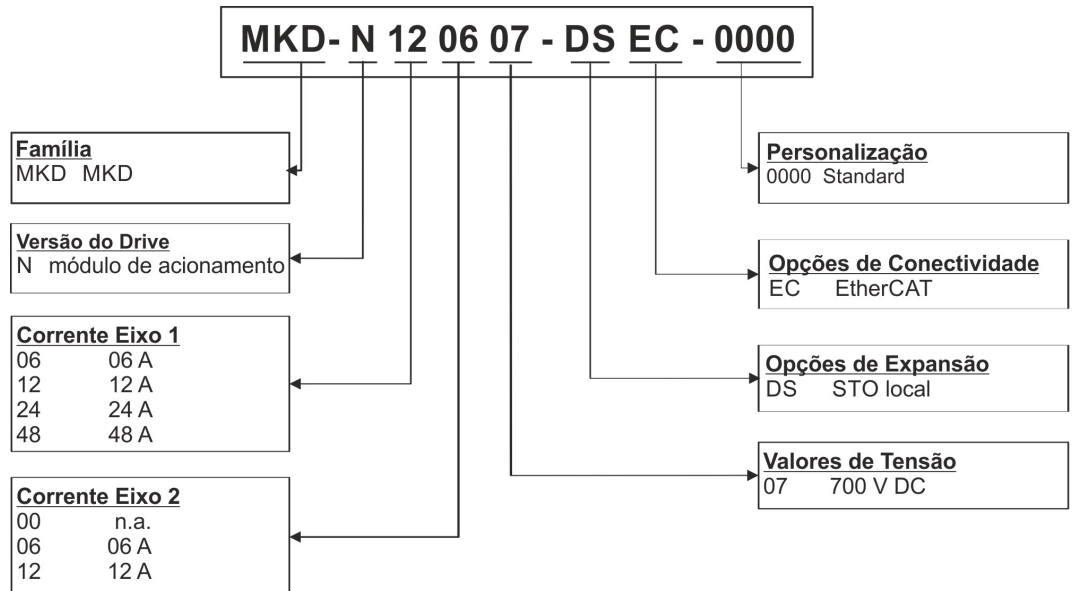 MKD- N 12 06 07 - DS EC - 0000
Família
MKD MKD
Versão do Drive
N módulo de acionamento
Corrente Eixo 1
06 06 A
12 12 A
24 24 A
48 48 A
Corrente Eixo 2
00 n.a.
06 06 A
12 12 A
Personalização
0000 Standard
Opções de Conectividade
EC EtherCAT
Opções de Expansão
DS STO local
Valores de Tensão
07 700 V DC